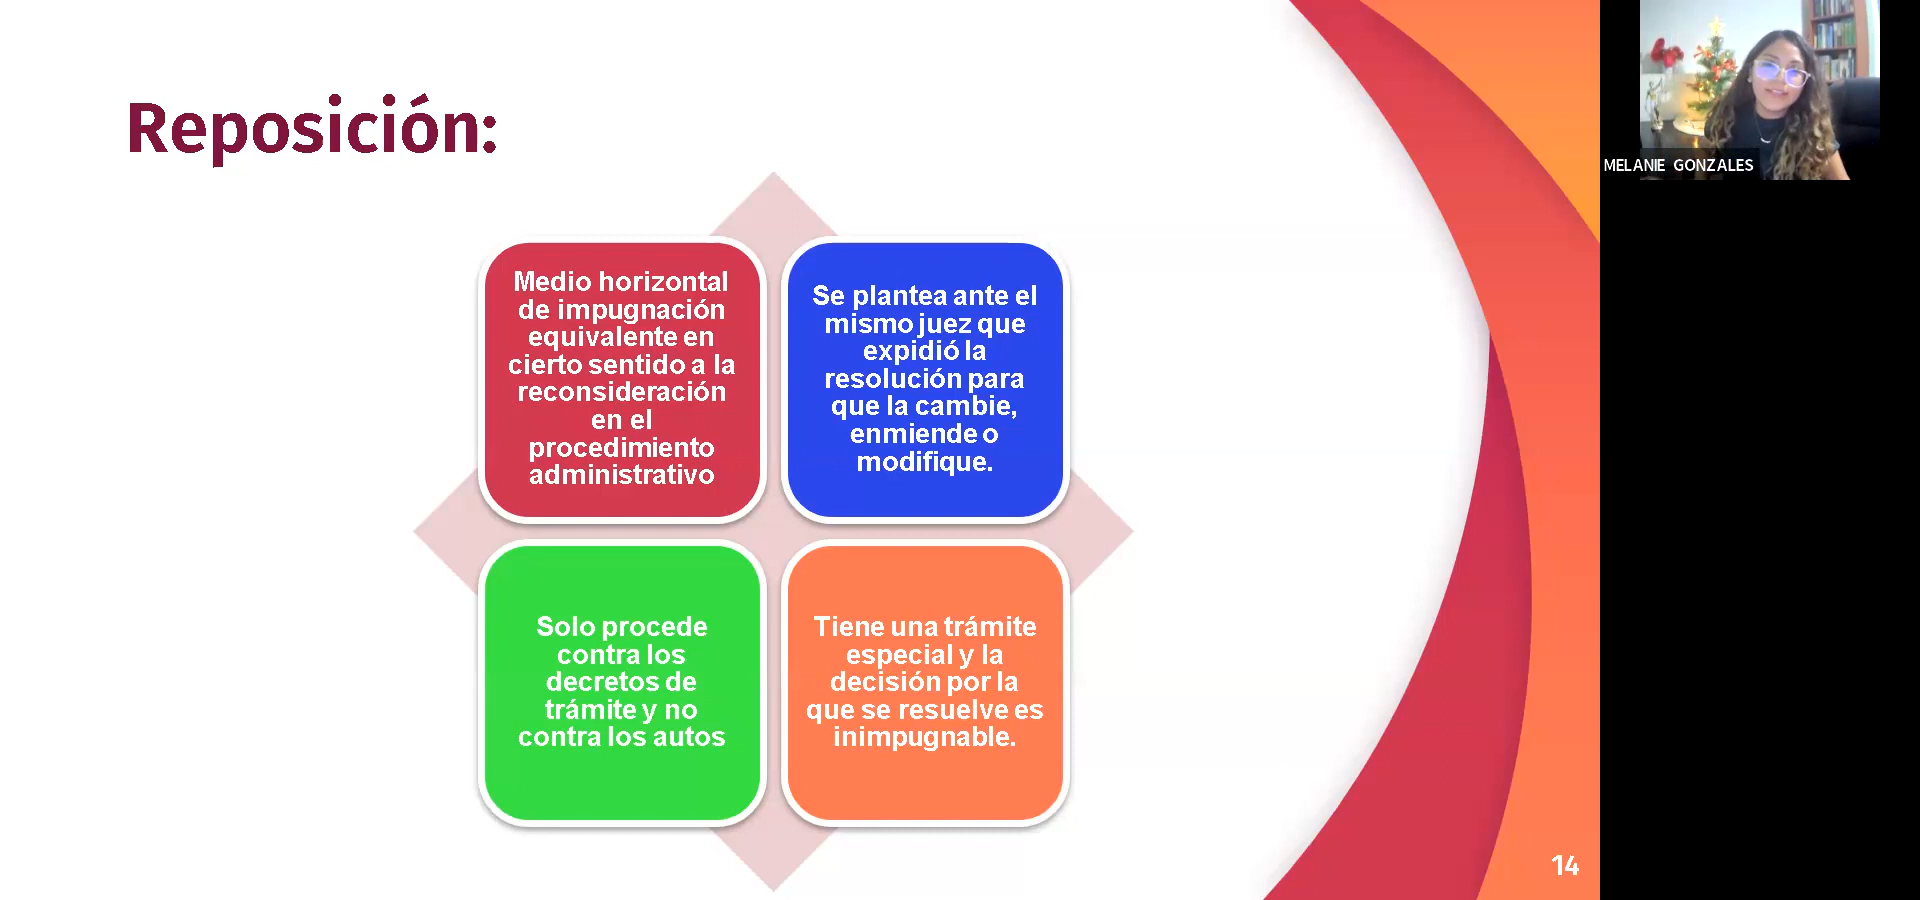 Reposición:
Medio horizontal
de impugnación
equivalente en
cierto sentido a la
reconsideración
en el
procedimiento
administrativo
Se plantea ante el
mismo juez que
expidió la
resolución para
que la cambie,
enmiende o
modifique.
Solo procede
contra los
decretos de
trámite y no
contra los autos
Tiene una trámite
especial y la
decisión por la
que se resuelve es
inimpugnable.
14
MELANIE GONZALES